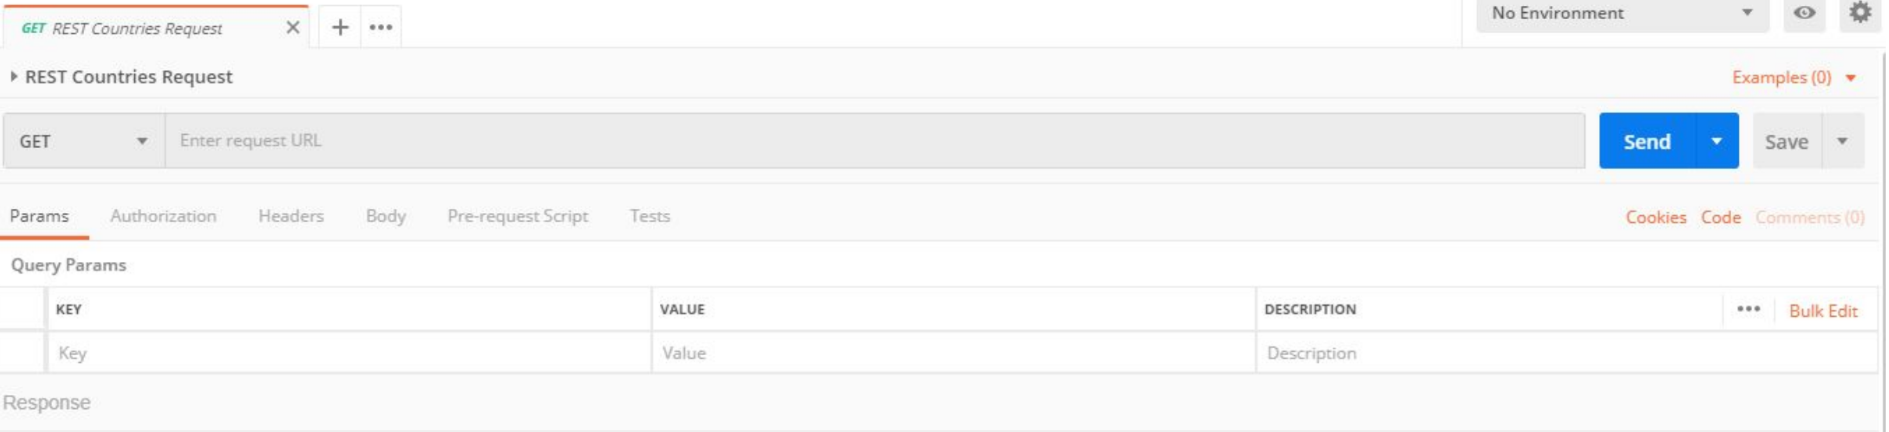 GET REST Countries Request
No Environment
REST Countries Request
Examples (0)
GET
Enter request URL
Send
Save
Params Authorization Headers Body Pre-request Script Tests
Cookies Code Comments (0)
Query Params
KEY VALUE DESCRIPTION
Bulk Edit
Key Value Description
Response